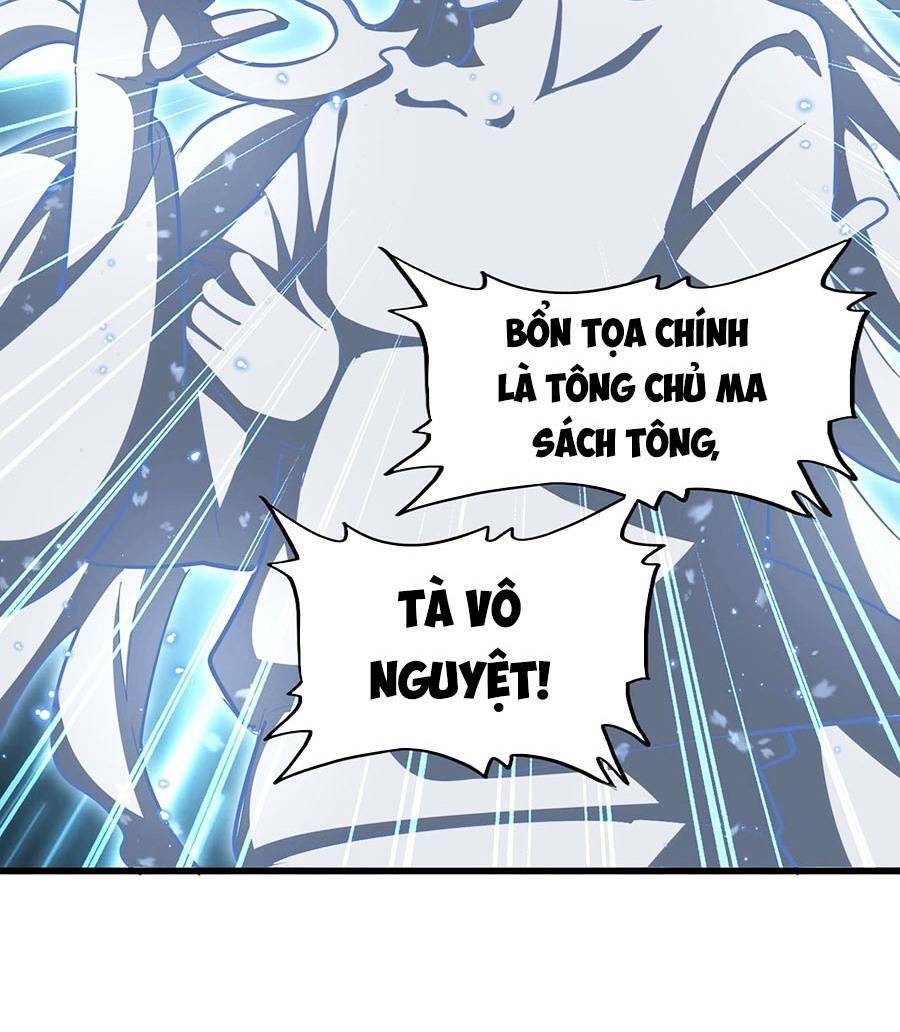 BỔN TỌA CHÍNH
LÀ TÔNG CHỦ MA
SÁCH TÔNG,
TÀ VÔ
NGUYỆT!